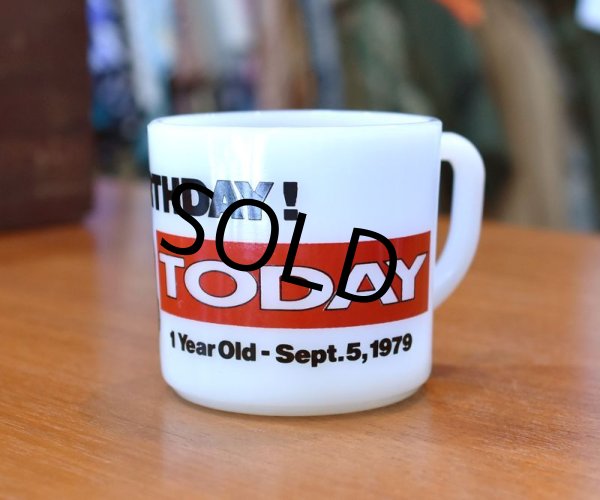 THDAY!
SOLD
TODAY
1 Year Old - Sept. 5, 1979